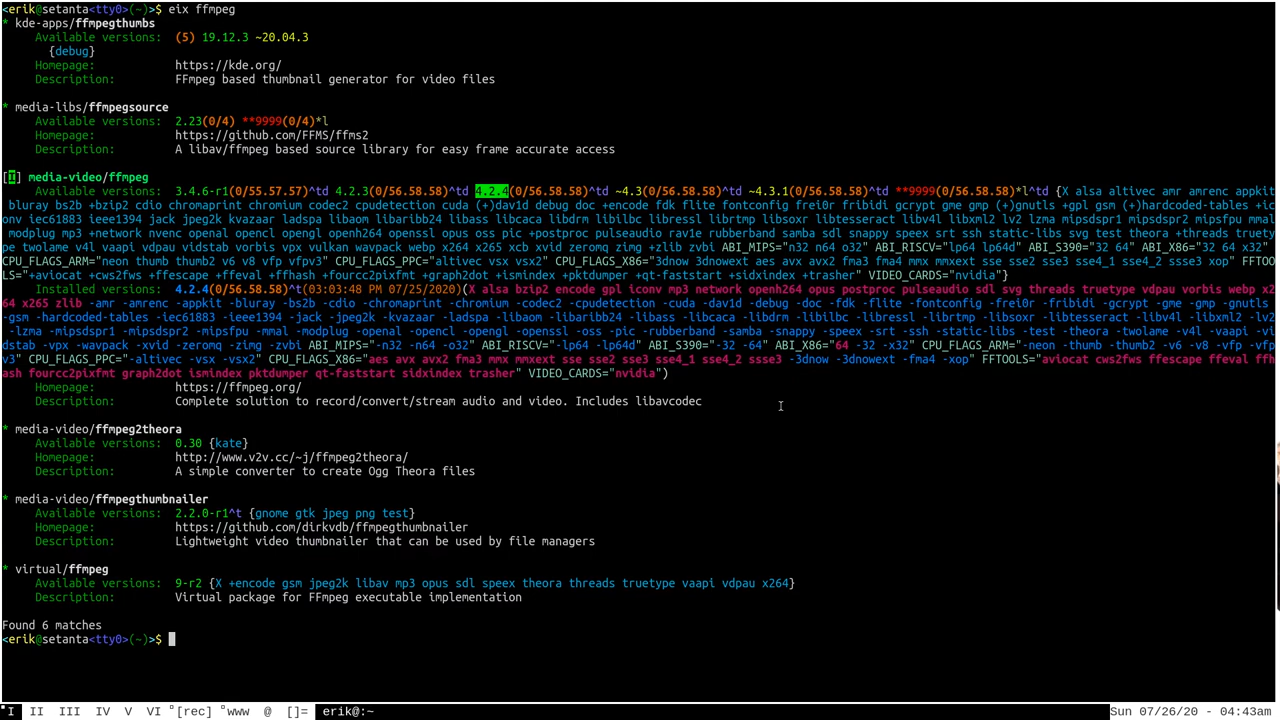 <erik@setanta<tty0>(~)>$ eix ffmpeg
* kde-apps/ffmpegthumbs
Available versions: (5) 19.12.3 ~20.04.3
{debug}
Homepage: https://kde.org/
Description: FFmpeg based thumbnail generator for video files
* media-libs/ffmpegsource
Available versions: 2.23(0/4) **9999(0/4)*l
Homepage: https://github.com/FFMS/ffms2
Description: A libav/ffmpeg based source library for easy frame accurate access
[I] media-video/ffmpeg
Available versions: 3.4.6-r1(0/55.57.57)^td 4.2.3(0/56.58.58)^td 4.2.4(0/56.58.58)^td ~4.3(0/56.58.58)^td ~4.3.1(0/56.58.58)^td **9999(0/56.58.58)*l^td {X alsa altivec amr amrenc appkit
bluray bs2b +bzip2 cdio chromaprint chromium codec2 cpudetection cuda (+)dav1d debug doc +encode fdk flite fontconfig frei0r fribidi gcrypt gme gmp (+)gnutls +gpl gsm (+)hardcoded-tables +ic
onv iec61883 ieee1394 jack jpeg2k kvazaar ladspa libaom libaribb24 libass libcaca libdrm libilbc libressl librtmp libsoxr libtesseract libv4l libxml2 lv2 lzma mipsdspr1 mipsdspr2 mipsfpu mmal
modplug mp3 +network nvenc openal opencl opengl openh264 openssl opus oss pic +postproc pulseaudio rav1e rubberband samba sdl snappy speex srt ssh static-libs svg test theora +threads truety
pe twolame v4l vaapi vdpau vidstab vorbis vpx vulkan wavpack webp x264 x265 xcb xvid zeromq zimg +zlib zvbi ABI_MIPS="n32 n64 o32" ABI_RISCV="lp64 lp64d" ABI_S390="32 64" ABI_X86="32 64 x32"
CPU_FLAGS_ARM="neon thumb thumb2 v6 v8 vfp vfpv3" CPU_FLAGS_PPC="altivec vsx vsx2" CPU_FLAGS_X86="3dnow 3dnowext aes avx avx2 fma3 fma4 mmx mmxext sse sse2 sse3 sse4_1 sse4_2 ssse3 xop" FFTOO
LS="+aviocat +cws2fws +ffescape +ffeval +ffhash +fourcc2pixfmt +graph2dot +ismindex +pktdumper +qt-faststart +sidxindex +trasher" VIDEO_CARDS="nvidia"}
Installed versions: 4.2.4(0/56.58.58)^t(03:03:48 PM 07/25/2020)(X alsa bzip2 encode gpl iconv mp3 network openh264 opus postproc pulseaudio sdl svg threads truetype vdpau vorbis webp x2
64 x265 zlib -amr -amrenc -appkit -bluray -bs2b -cdio -chromaprint -chromium -codec2 -cpudetection -cuda -dav1d -debug -doc -fdk -flite -fontconfig -frei0r -fribidi -gcrypt -gme -gmp -gnutls
-gsm -hardcoded-tables -iec61883 -ieee1394 -jack -jpeg2k -kvazaar -ladspa -libaom -libaribb24 -libass -libcaca -libdrm -libilbc -libressl -librtmp -libsoxr -libtesseract -libv4l -libxml2 -lv2
-lzma -mipsdspr1 -mipsdspr2 -mipsfpu -mmal -modplug -openal -opencl -opengl -openssl -oss -pic -rubberband -samba -snappy -speex -srt -ssh -static-libs -test -theora -twolame -v4l -vaapi -vi
dstab -vpx -wavpack -xcb -xvid -zeromq -zimg -zvbi ABI_MIPS="-n32 -n64 -o32" ABI_RISCV="-lp64 -lp64d" ABI_S390="-32 -64" ABI_X86="64 -32 -x32" CPU_FLAGS_ARM="-neon -thumb -thumb2 -v6 -v8 -vfp -vfp
v3" CPU_FLAGS_PPC="-altivec -vsx -vsx2" CPU_FLAGS_X86="aes avx avx2 fma3 mmx mmxext sse sse2 sse3 sse4_1 sse4_2 ssse3 -3dnow -3dnowext -fma4 -xop" FFTOOLS="aviocat cws2fws ffescape ffeval ffh
ash fourcc2pixfmt graph2dot ismindex pktdumper qt-faststart sidxindex trasher" VIDEO_CARDS="nvidia")
Homepage: https://ffmpeg.org/
Description: Complete solution to record/convert/stream audio and video. Includes libavcodec
* media-video/ffmpeg2theora
Available versions: 0.30 {kate}
Homepage: http://www.v2v.cc/~j/ffmpeg2theora/
Description: A simple converter to create Ogg Theora files
* media-video/ffmpegthumbnailer
Available versions: 2.2.0-r1^t {gnome gtk jpeg png test}
Homepage: https://github.com/dirkvdb/ffmpegthumbnailer
Description: Lightweight video thumbnailer that can be used by file managers
* virtual/ffmpeg
Available versions: 9-r2 {X +encode gsm jpeg2k libav mp3 opus sdl speex theora threads truetype vaapi vdpau x264}
Description: Virtual package for FFmpeg executable implementation
Found 6 matches
<erik@setanta<tty0>(~)>$
I II III IV V VI [rec] www @ []= erik@:~ Sun 07/26/20 - 04:43am